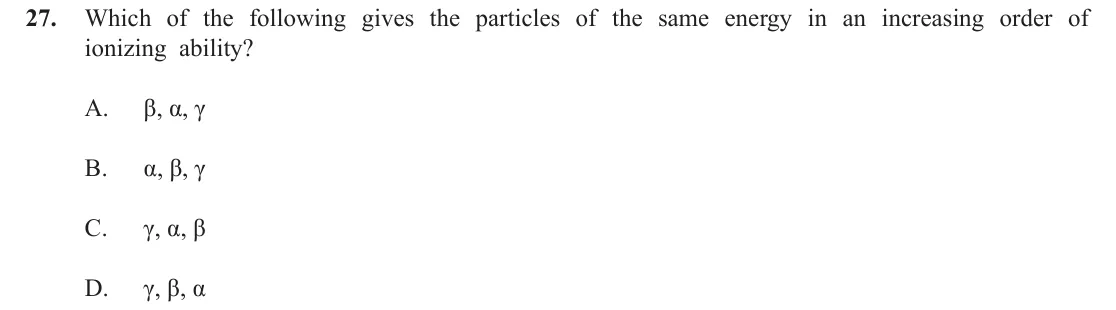 27. Which of the following gives the particles of the same energy in an increasing order of
ionizing ability?
A. β, α, γ
B. α, β, γ
C. γ, α, β
D. γ, β, α